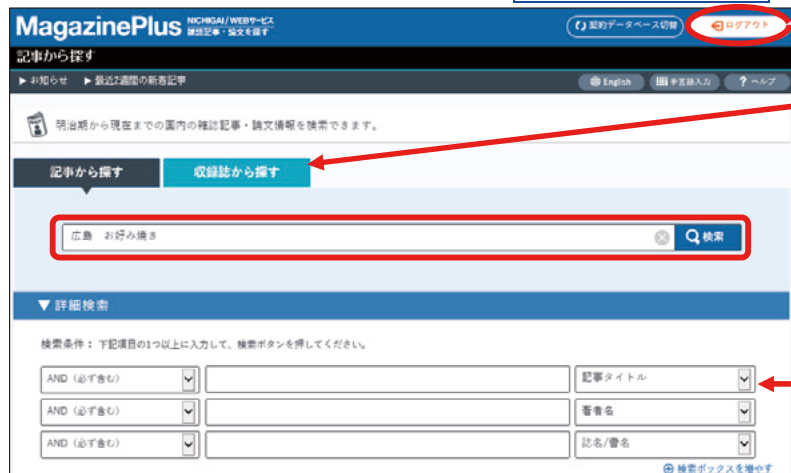 MagazinePlus NICHIGAI/WEBサービス 雑誌記事・論文を探す
契約データベース切替 ログアウト
記事から探す
▶ お知らせ ▶ 最近2週間の新着記事 English 多言語入力 ? ヘルプ
明治期から現在までの国内の雑誌記事・論文情報を検索できます。
記事から探す 収録誌から探す
広島 お好み焼き 検索
▼ 詳細検索
検索条件: 下記項目の1つ以上に入力して、検索ボタンを押してください。
AND (必ず含む) 記事タイトル
AND (必ず含む) 著者名
AND (必ず含む) 誌名/書名
⊕ 検索ボックスを増やす